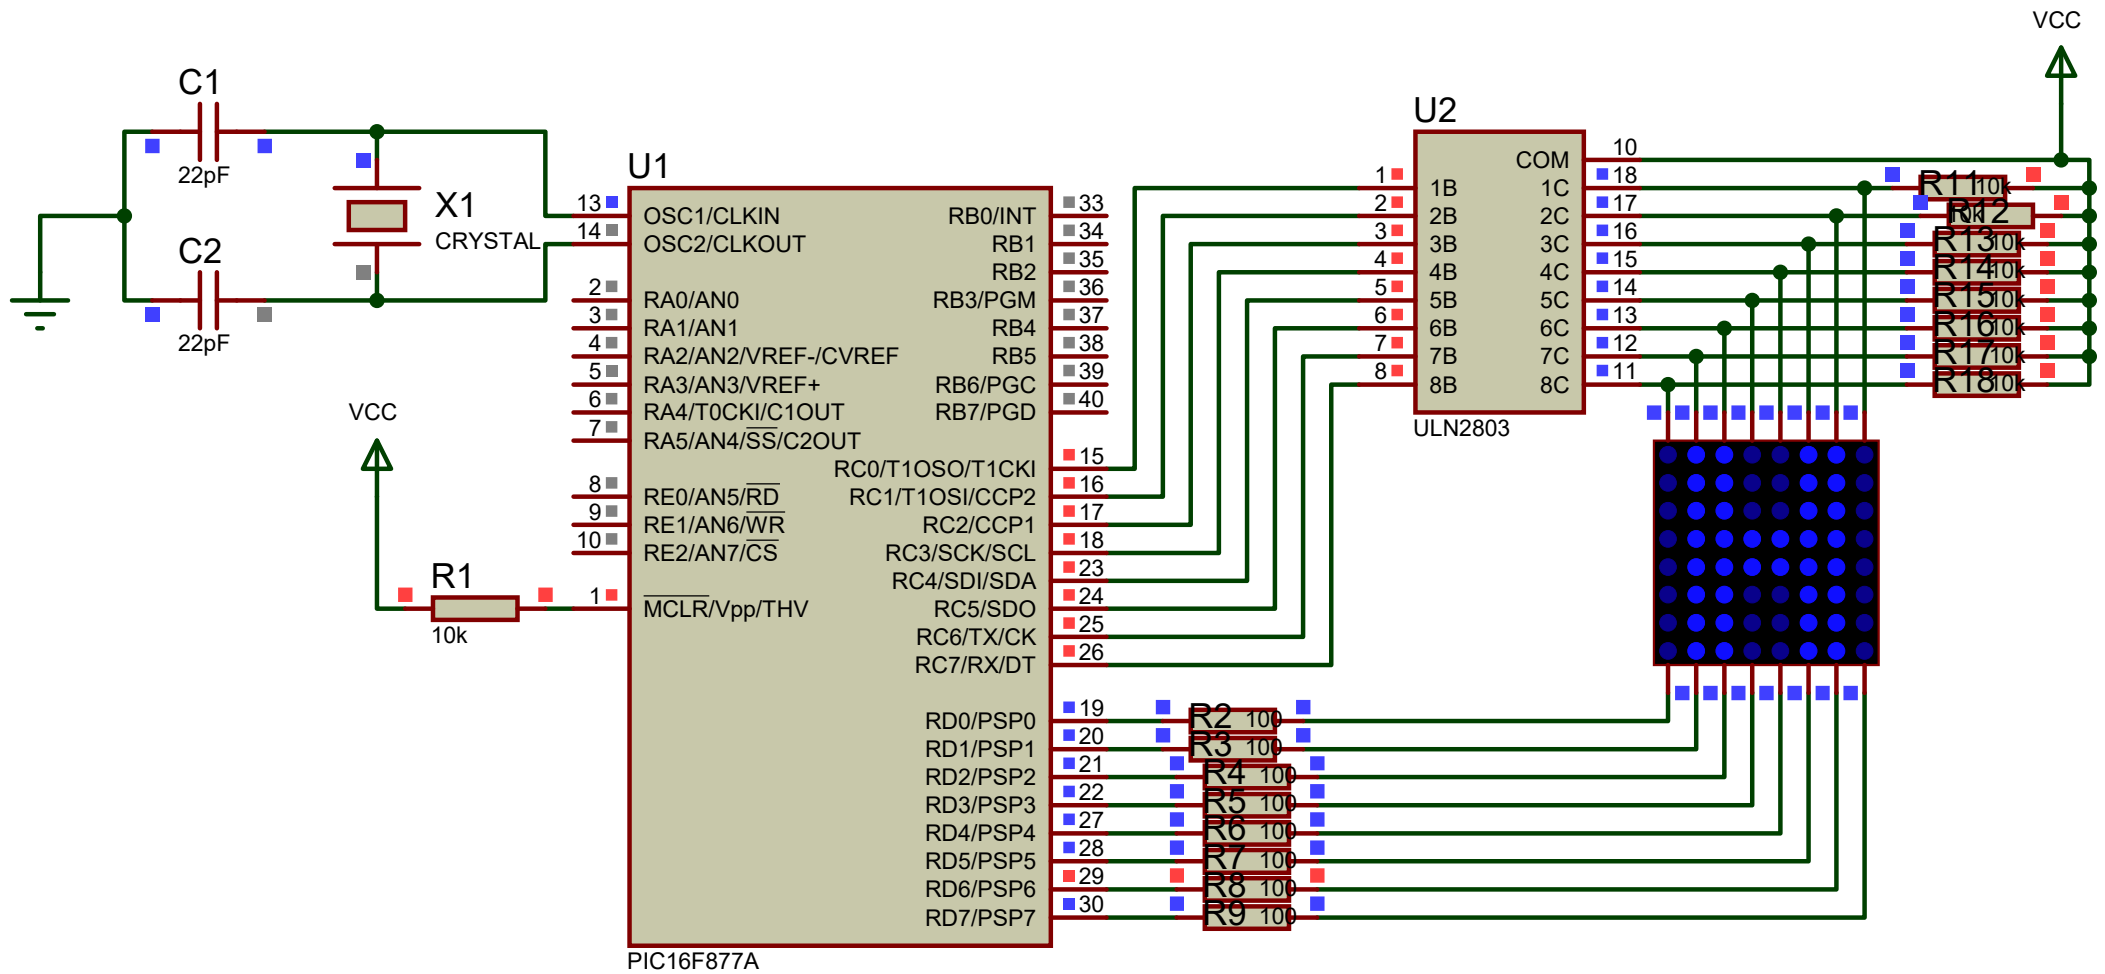 VCC
C1
22pF
C2
22pF
X1
CRYSTAL
VCC
R1
10k
U1
13 OSC1/CLKIN
14 OSC2/CLKOUT
2 RA0/AN0
3 RA1/AN1
4 RA2/AN2/VREF-/CVREF
5 RA3/AN3/VREF+
6 RA4/T0CKI/C1OUT
7 RA5/AN4/SS/C2OUT
8 RE0/AN5/RD
9 RE1/AN6/WR
10 RE2/AN7/CS
1 MCLR/Vpp/THV
RB0/INT 33
RB1 34
RB2 35
RB3/PGM 36
RB4 37
RB5 38
RB6/PGC 39
RB7/PGD 40
RC0/T1OSO/T1CKI 15
RC1/T1OSI/CCP2 16
RC2/CCP1 17
RC3/SCK/SCL 18
RC4/SDI/SDA 23
RC5/SDO 24
RC6/TX/CK 25
RC7/RX/DT 26
RD0/PSP0 19
RD1/PSP1 20
RD2/PSP2 21
RD3/PSP3 22
RD4/PSP4 27
RD5/PSP5 28
RD6/PSP6 29
RD7/PSP7 30
PIC16F877A
R2 100
R3 100
R4 100
R5 100
R6 100
R7 100
R8 100
R9 100
U2
COM 10
1 1B 1C 18
2 2B 2C 17
3 3B 3C 16
4 4B 4C 15
5 5B 5C 14
6 6B 6C 13
7 7B 7C 12
8 8B 8C 11
ULN2803
R11 10k
R12 10k
R13 10k
R14 10k
R15 10k
R16 10k
R17 10k
R18 10k